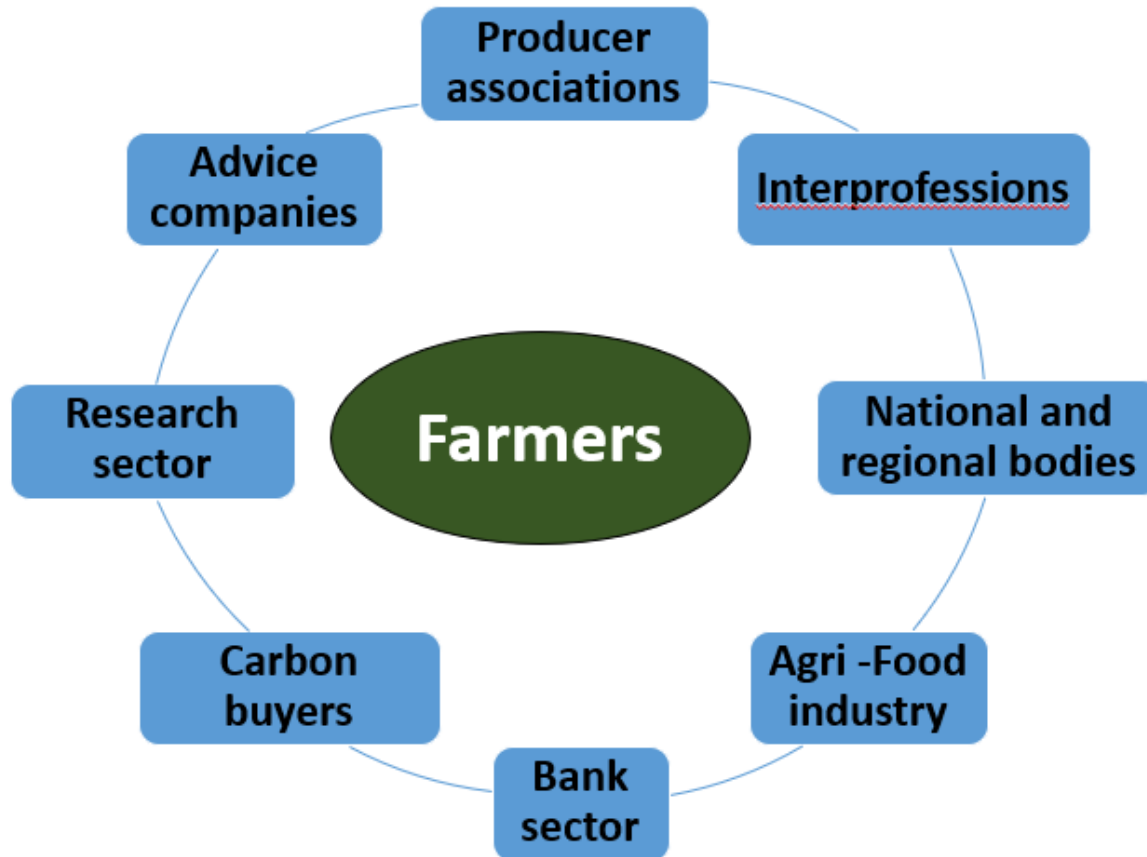 Producer
associations
Advice
companies
Interprofessions
Research
sector
Farmers
National and
regional bodies
Carbon
buyers
Agri -Food
industry
Bank
sector